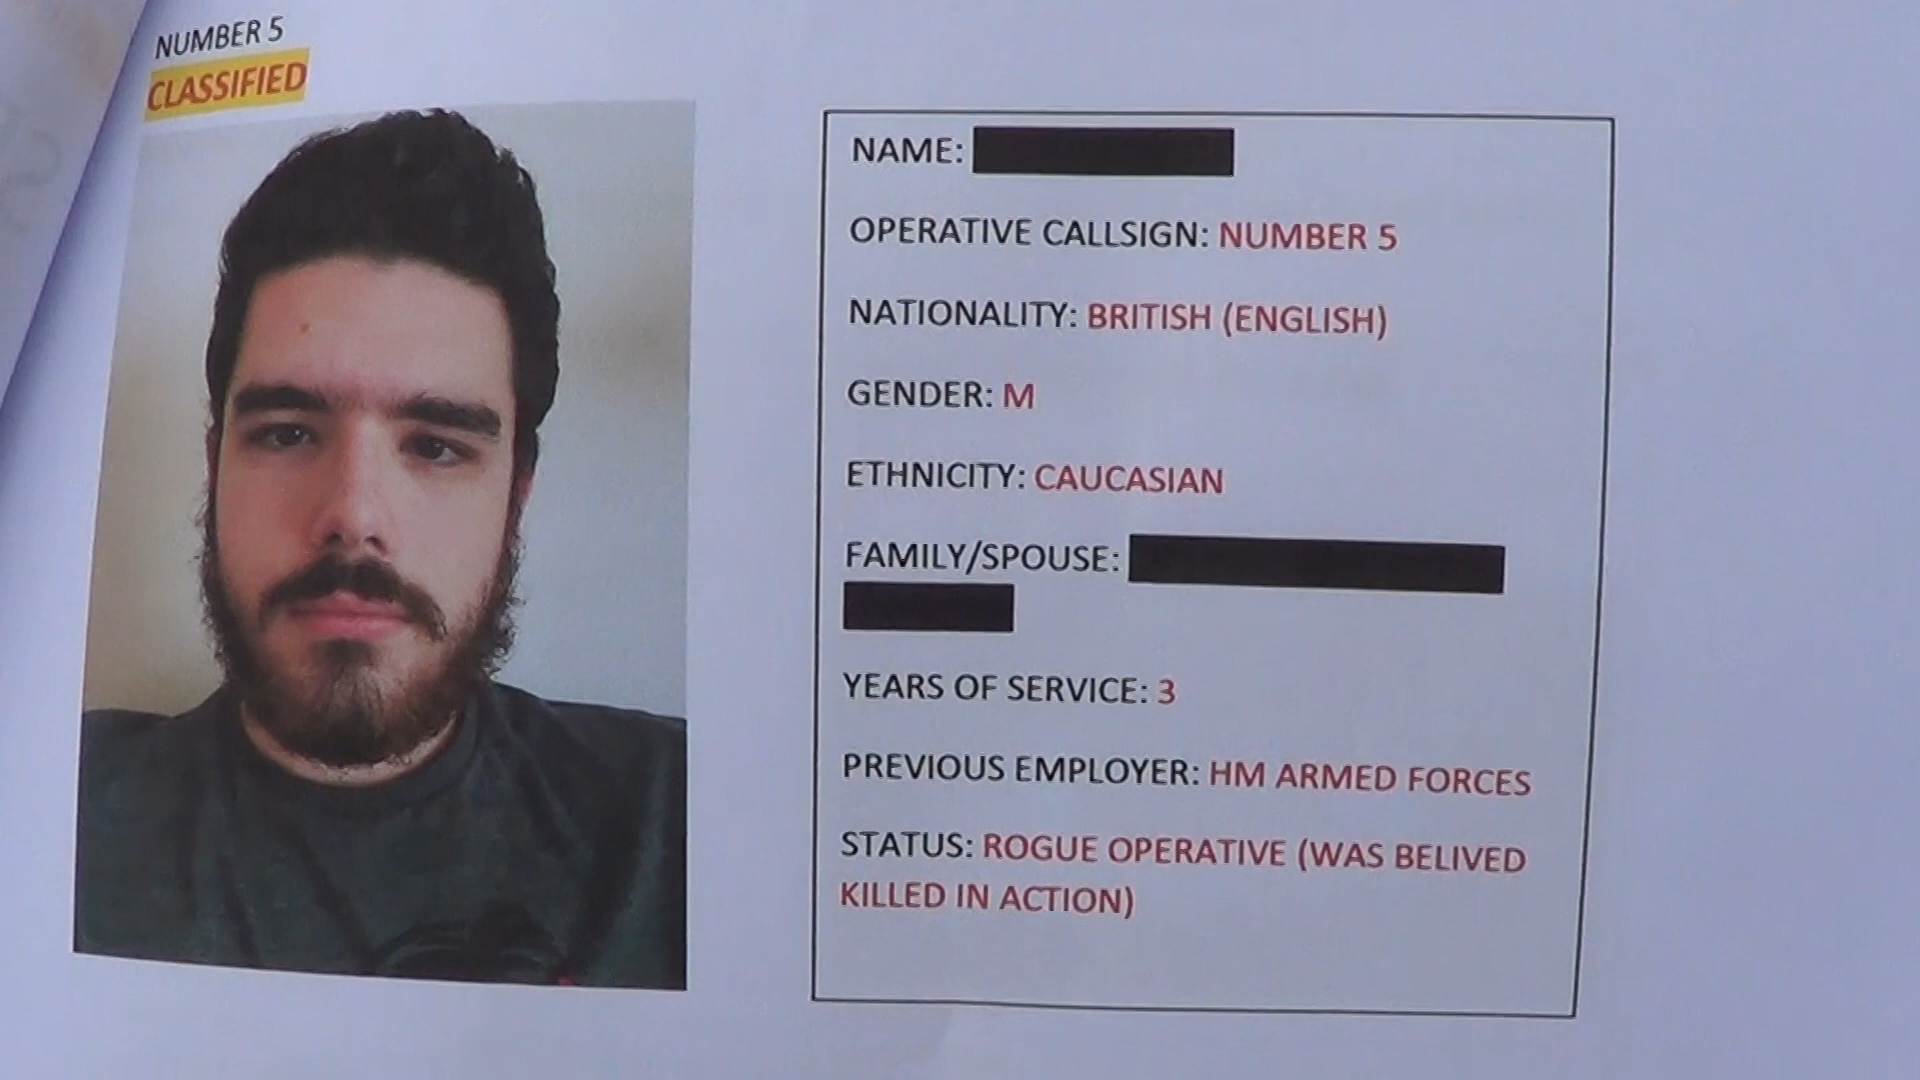 NUMBER 5
CLASSIFIED
NAME:
OPERATIVE CALLSIGN: NUMBER 5
NATIONALITY: BRITISH (ENGLISH)
GENDER: M
ETHNICITY: CAUCASIAN
FAMILY/SPOUSE:
YEARS OF SERVICE: 3
PREVIOUS EMPLOYER: HM ARMED FORCES
STATUS: ROGUE OPERATIVE (WAS BELIVED
KILLED IN ACTION)